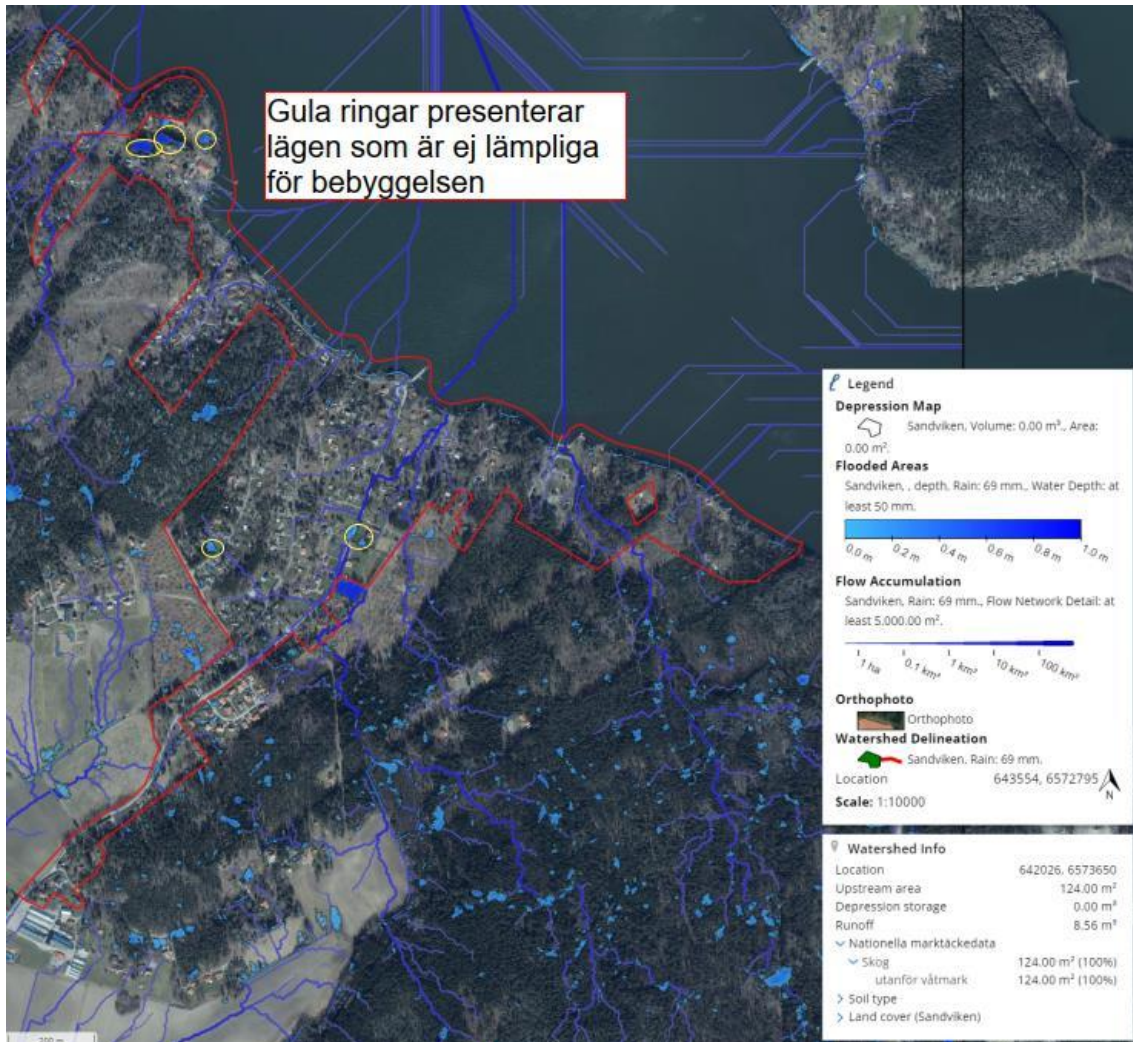 Gula ringar presenterar
lägen som är ej lämpliga
för bebyggelsen
Legend
Depression Map
Sandviken, Volume: 0.00 m³., Area:
0.00 m².
Flooded Areas
Sandviken, , depth, Rain: 69 mm., Water Depth: at
least 50 mm.
0.0 m 0.2 m 0.4 m 0.6 m 0.8 m 1.0 m
Flow Accumulation
Sandviken, Rain: 69 mm., Flow Network Detail: at
least 5.000.00 m².
1 ha 0.1 km² 1 km² 10 km² 100 km²
Orthophoto
Orthophoto
Watershed Delineation
Sandviken, Rain: 69 mm.
Location 643554, 6572795
N
Scale: 1:10000
Watershed Info
Location 642026, 6573650
Upstream area 124.00 m²
Depression storage 0.00 m³
Runoff 8.56 m³
Nationella marktäckedata
Skog 124.00 m² (100%)
utanför våtmark 124.00 m² (100%)
Soil type
Land cover (Sandviken)
200 m